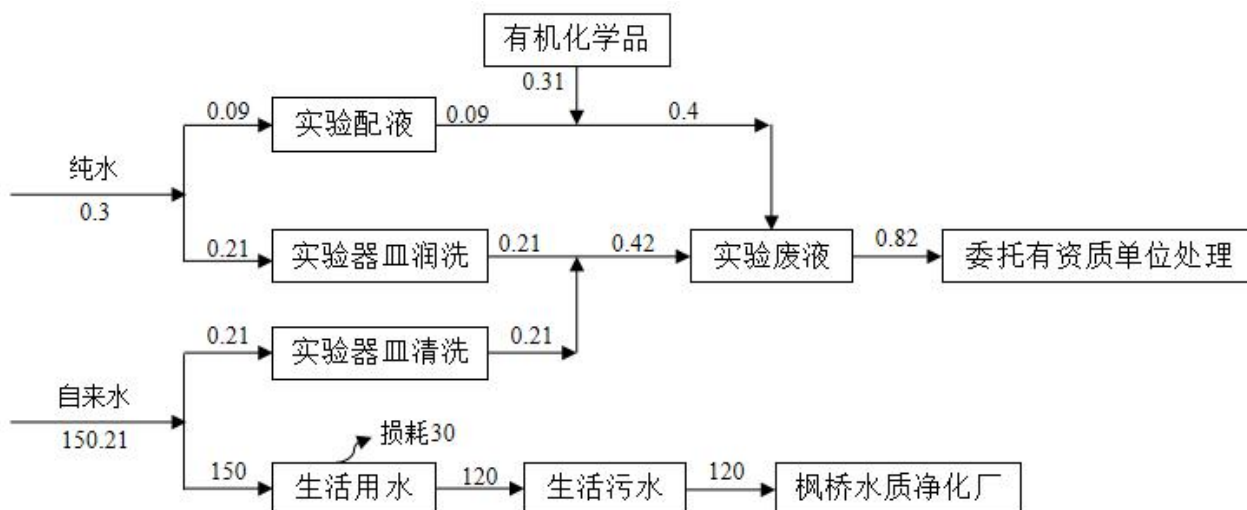 有机化学品
0.31
0.09
实验配液
0.09
0.4
纯水
0.3
0.21
实验器皿润洗
0.21
0.42
实验废液
0.82
委托有资质单位处理
0.21
实验器皿清洗
0.21
自来水
150.21
损耗30
150
生活用水
120
生活污水
120
枫桥水质净化厂